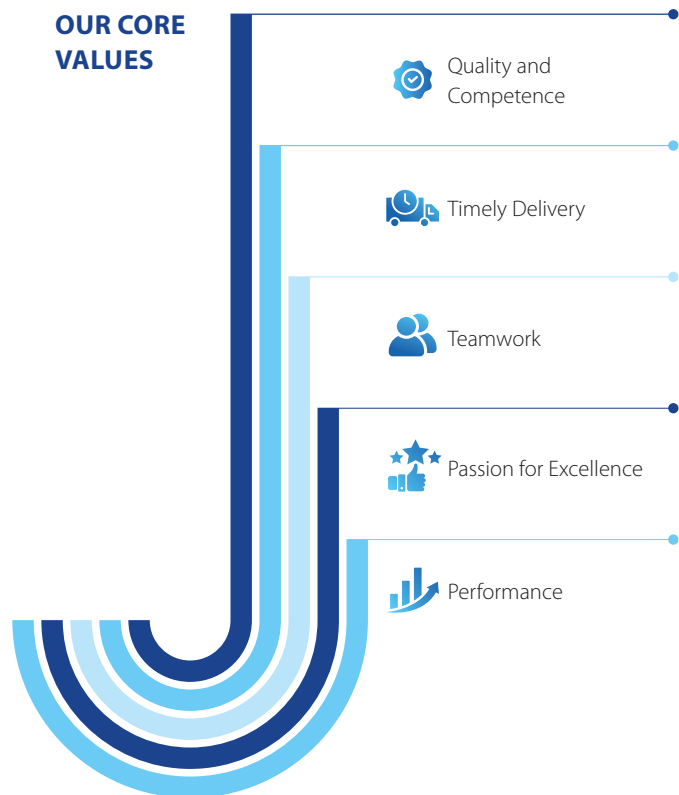 OUR CORE
VALUES
Quality and
Competence
Timely Delivery
Teamwork
Passion for Excellence
Performance